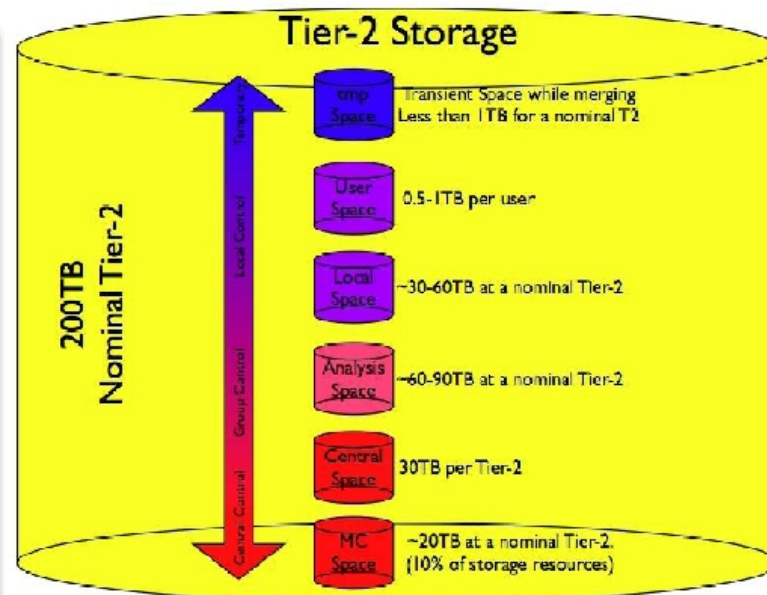 Tier-2 Storage
tmp
Space
Transient Space while merging
Less than 1TB for a nominal T2
User
Space
0.5-1TB per user
Local
Space
~30-60TB at a nominal Tier-2
Analysis
Space
~60-90TB at a nominal Tier-2
Central
Space
30TB per Tier-2
MC
Space
~20TB at a nominal Tier-2.
(10% of storage resources)
200TB
Nominal Tier-2
Temporary
Local Control
Group Control
Central Control